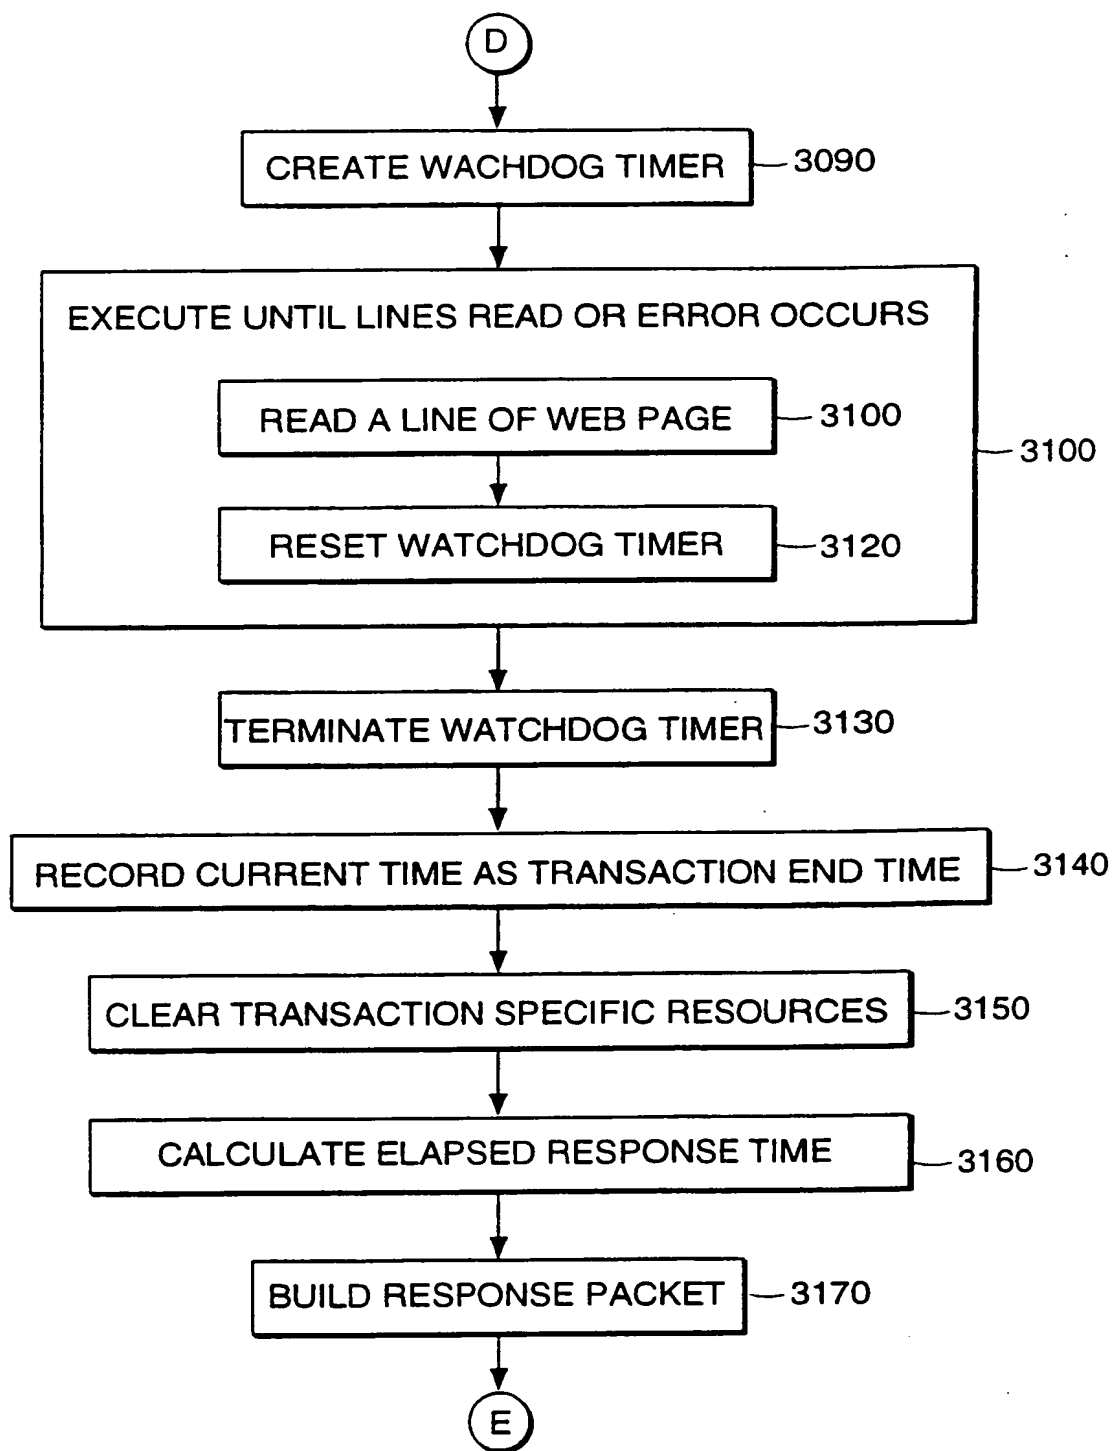 D
CREATE WACHDOG TIMER 3090
EXECUTE UNTIL LINES READ OR ERROR OCCURS
READ A LINE OF WEB PAGE 3100
3100
RESET WATCHDOG TIMER 3120
TERMINATE WATCHDOG TIMER 3130
RECORD CURRENT TIME AS TRANSACTION END TIME 3140
CLEAR TRANSACTION SPECIFIC RESOURCES 3150
CALCULATE ELAPSED RESPONSE TIME 3160
BUILD RESPONSE PACKET 3170
E